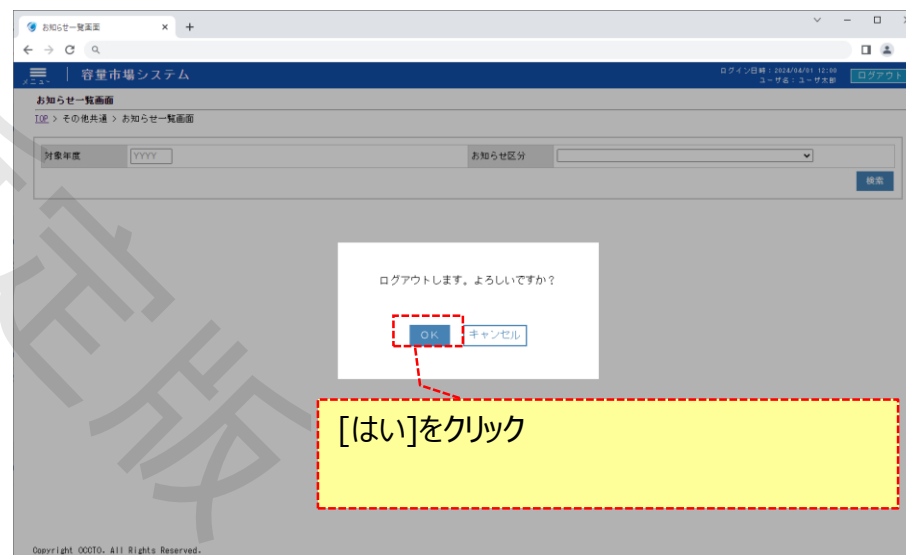 お知らせ一覧画面
メニュー
容量市場システム
ログイン日時：2024/04/01 12:00
ユーザ名：ユーザ太郎
ログアウト
お知らせ一覧画面
TOP > その他共通 > お知らせ一覧画面
対象年度
YYYY
お知らせ区分
検索
ログアウトします。よろしいですか？
OK
キャンセル
[はい]をクリック
定版
Copyright OCCTO. All Rights Reserved.